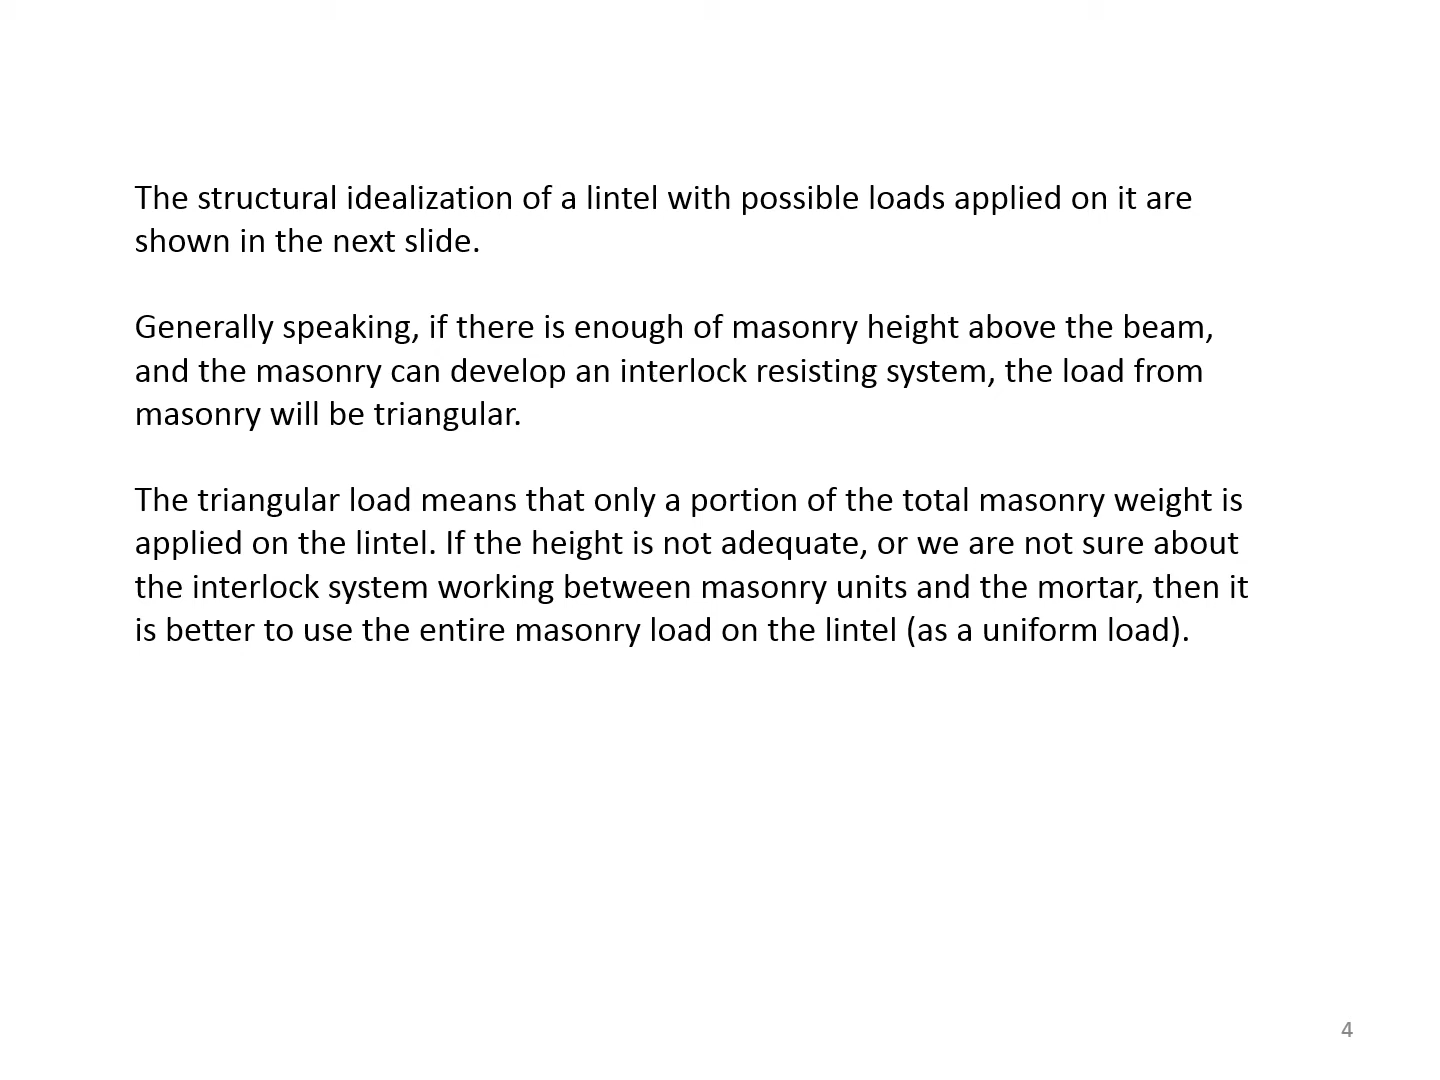 The structural idealization of a lintel with possible loads applied on it are
shown in the next slide.
Generally speaking, if there is enough of masonry height above the beam,
and the masonry can develop an interlock resisting system, the load from
masonry will be triangular.
The triangular load means that only a portion of the total masonry weight is
applied on the lintel. If the height is not adequate, or we are not sure about
the interlock system working between masonry units and the mortar, then it
is better to use the entire masonry load on the lintel (as a uniform load).
4